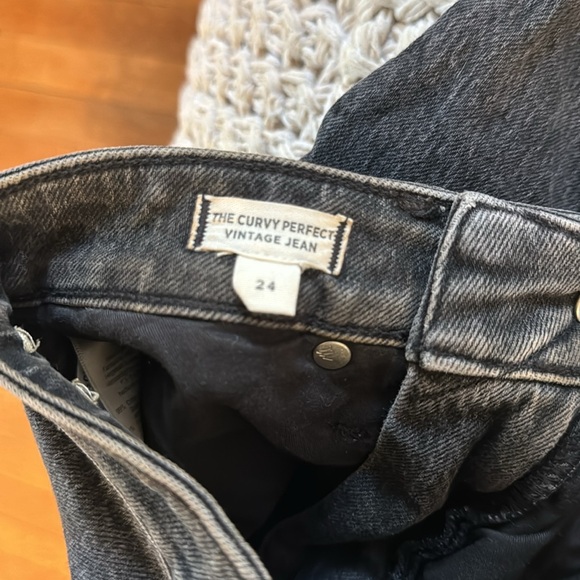 THE CURVY PERFECT
VINTAGE JEAN
24